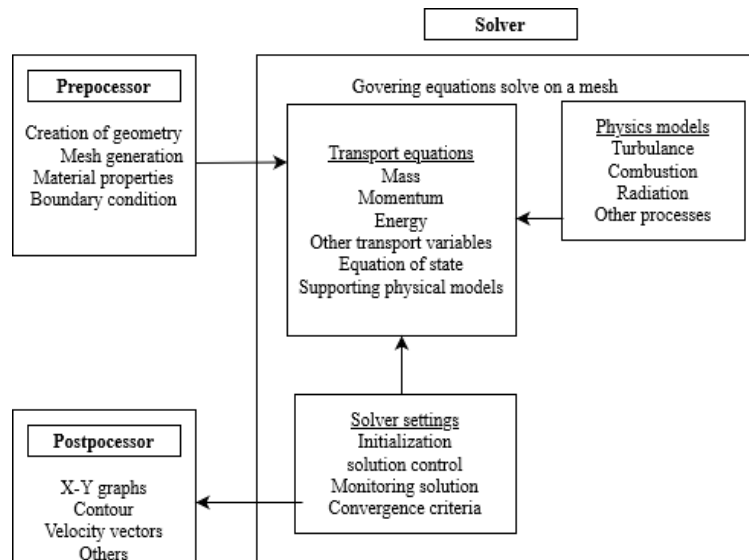 Solver
Prepocessor
Creation of geometry
Mesh generation
Material properties
Boundary condition
Govering equations solve on a mesh
Transport equations
Mass
Momentum
Energy
Other transport variables
Equation of state
Supporting physical models
Physics models
Turbulance
Combustion
Radiation
Other processes
Solver settings
Initialization
solution control
Monitoring solution
Convergence criteria
Postpocessor
X-Y graphs
Contour
Velocity vectors
Others